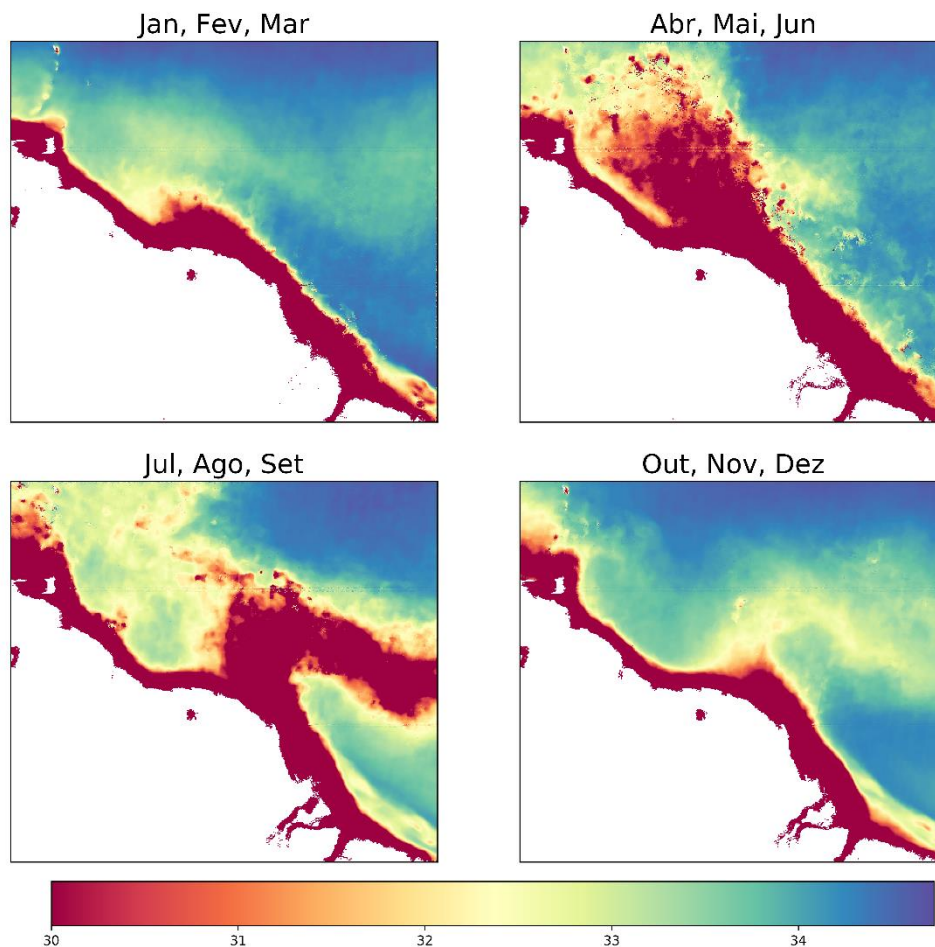 Jan, Fev, Mar
Abr, Mai, Jun
Jul, Ago, Set
Out, Nov, Dez
30 31 32 33 34